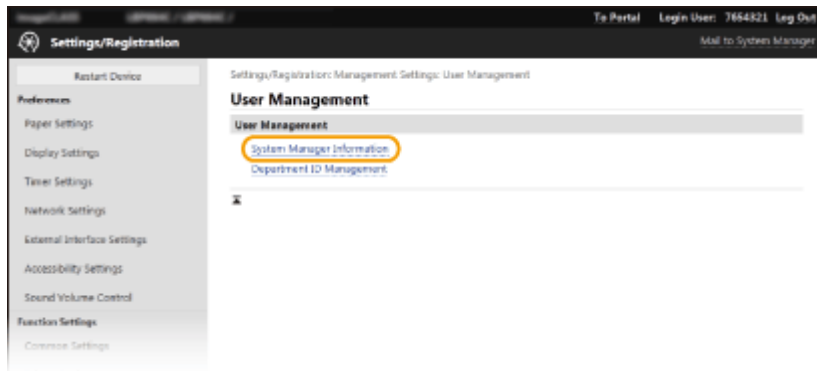 To Portal Login User: 7654321 Log Out
Settings/Registration
Mail to System Manager
Restart Device
Settings/Registration: Management Settings: User Management
Preferences
User Management
Paper Settings
User Management
Display Settings
System Manager Information
Department ID Management
Timer Settings
Network Settings
External Interface Settings
Accessibility Settings
Sound Volume Control
Function Settings
Common Settings